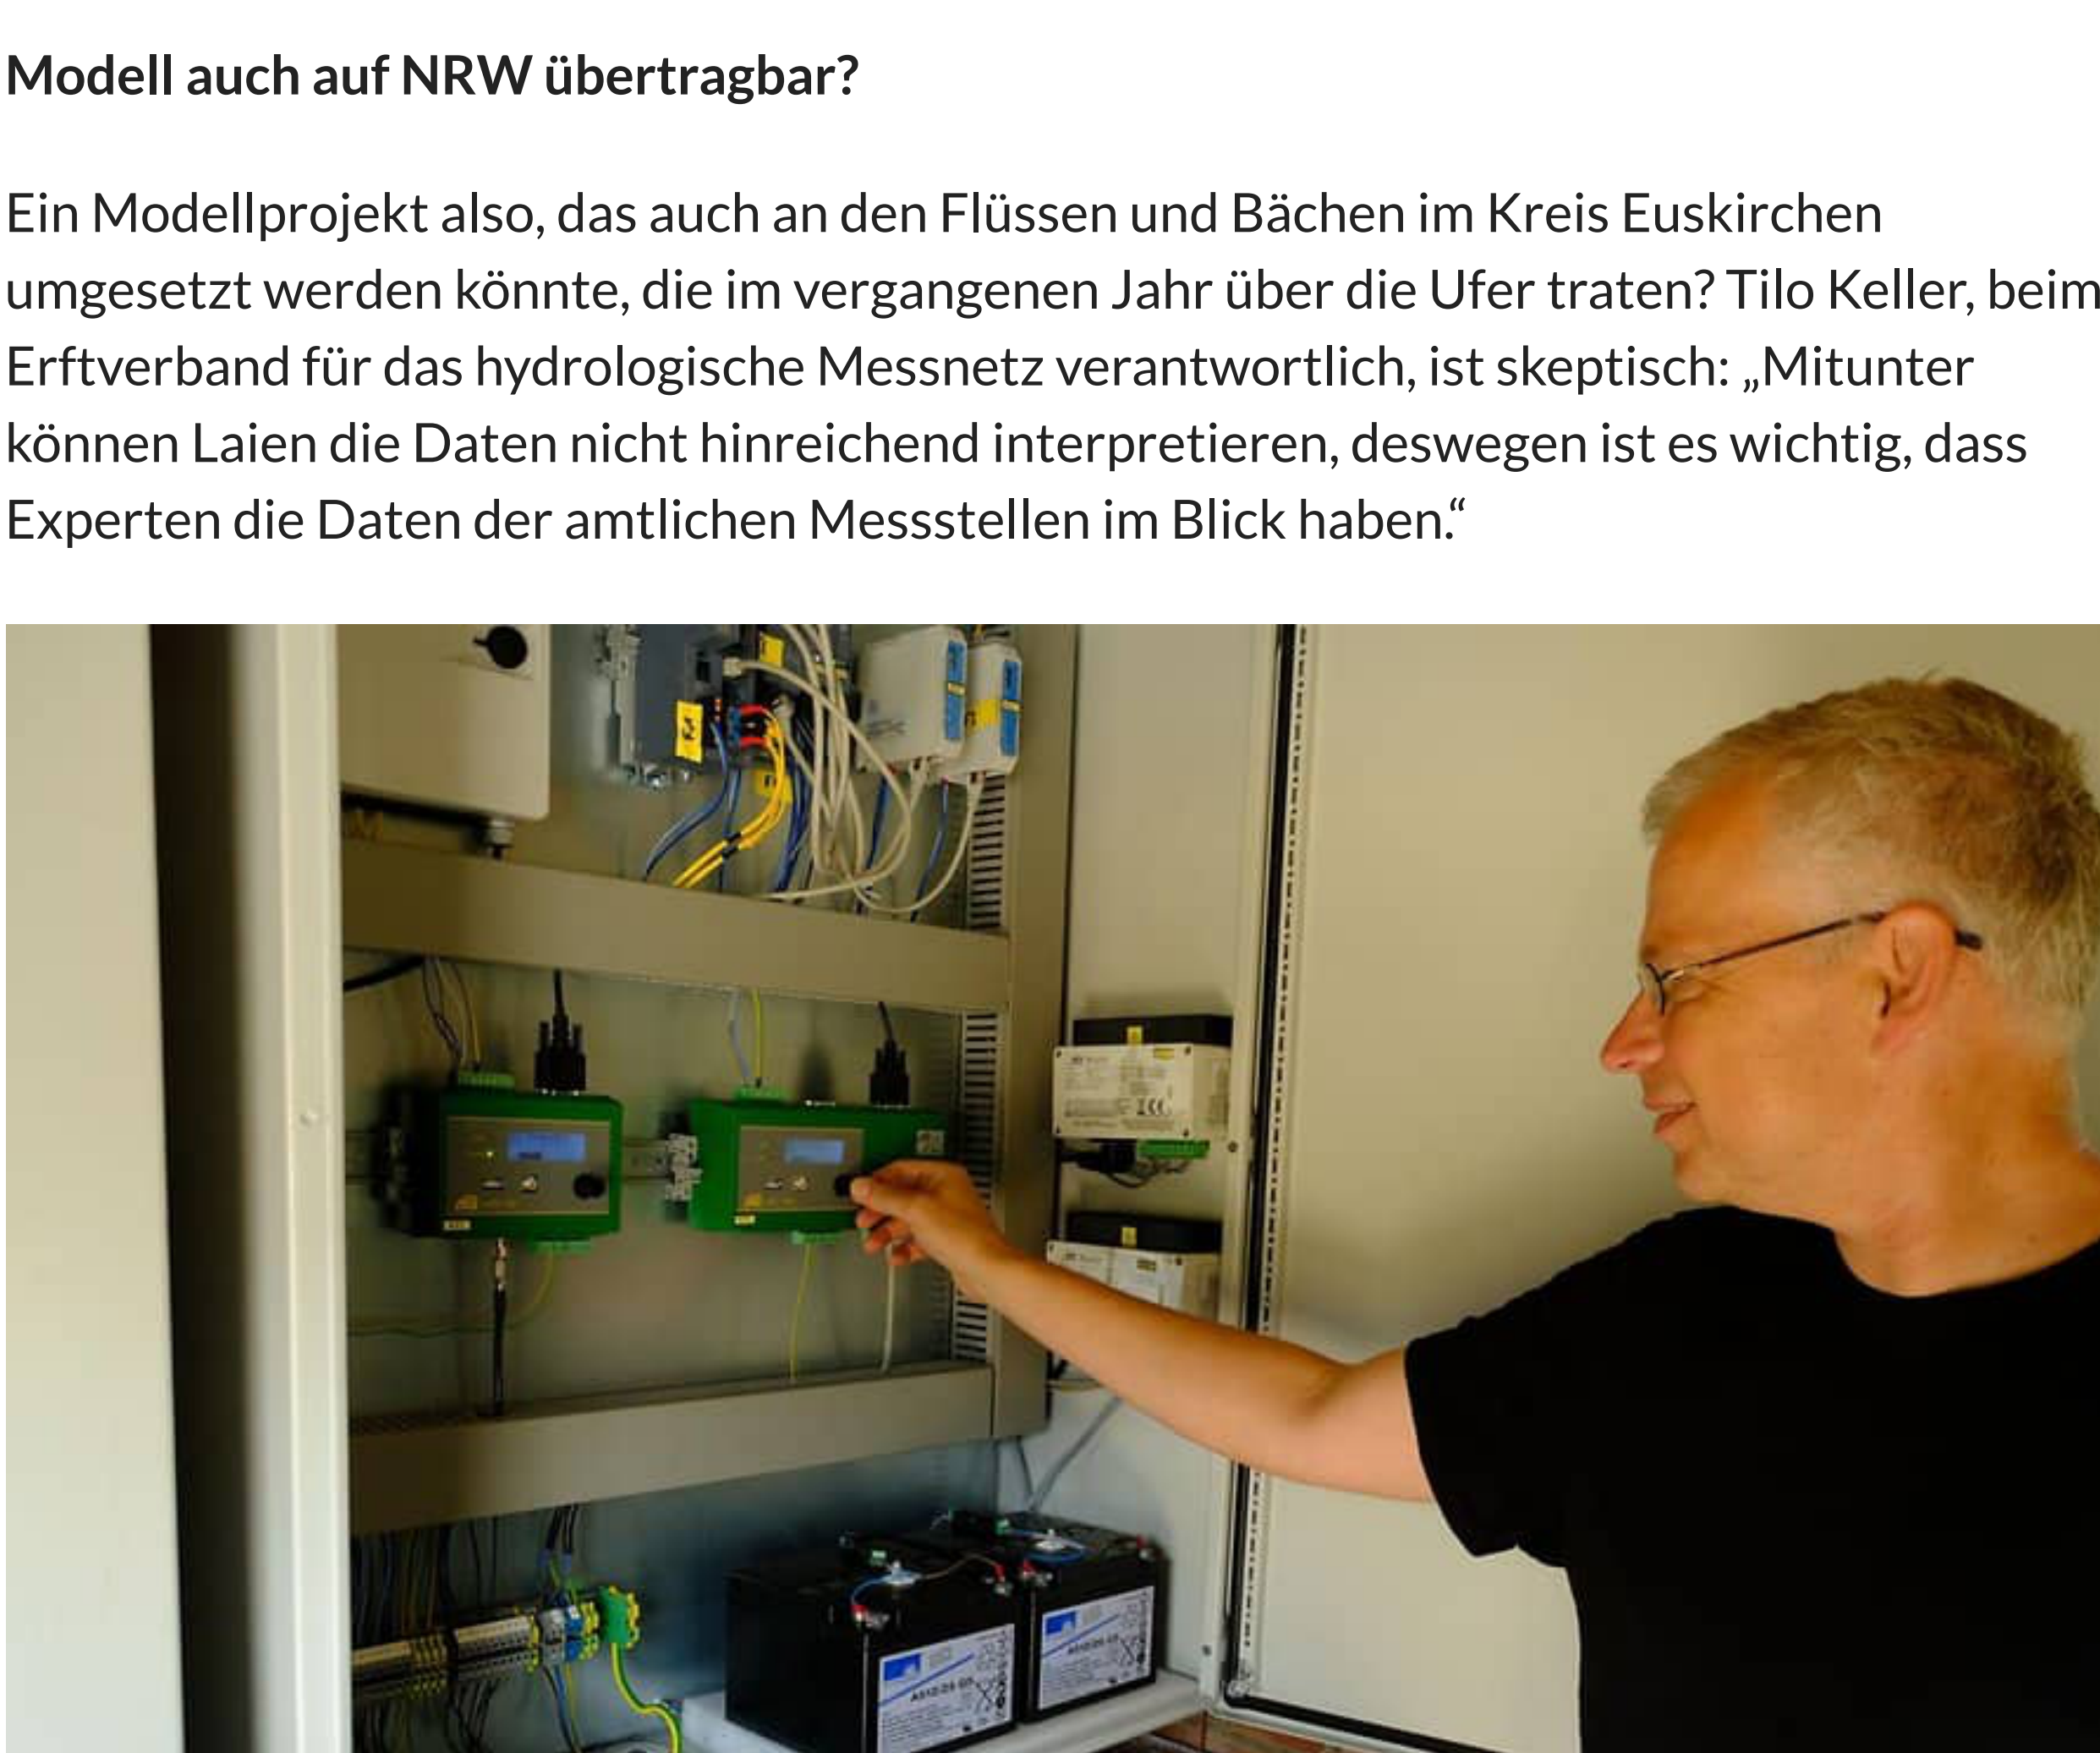 Modell auch auf NRW übertragbar?
Ein Modellprojekt also, das auch an den Flüssen und Bächen im Kreis Euskirchen
umgesetzt werden könnte, die im vergangenen Jahr über die Ufer traten? Tilo Keller, beim
Erftverband für das hydrologische Messnetz verantwortlich, ist skeptisch: „Mitunter
können Laien die Daten nicht hinreichend interpretieren, deswegen ist es wichtig, dass
Experten die Daten der amtlichen Messstellen im Blick haben.“